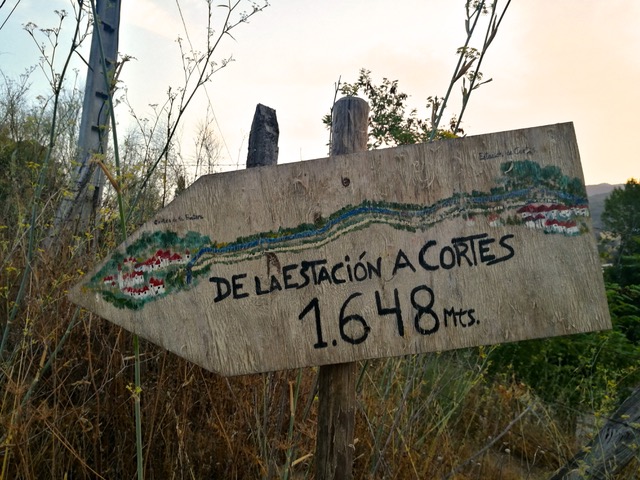 DE LA ESTACIÓN A CORTES
1.648 Mts.